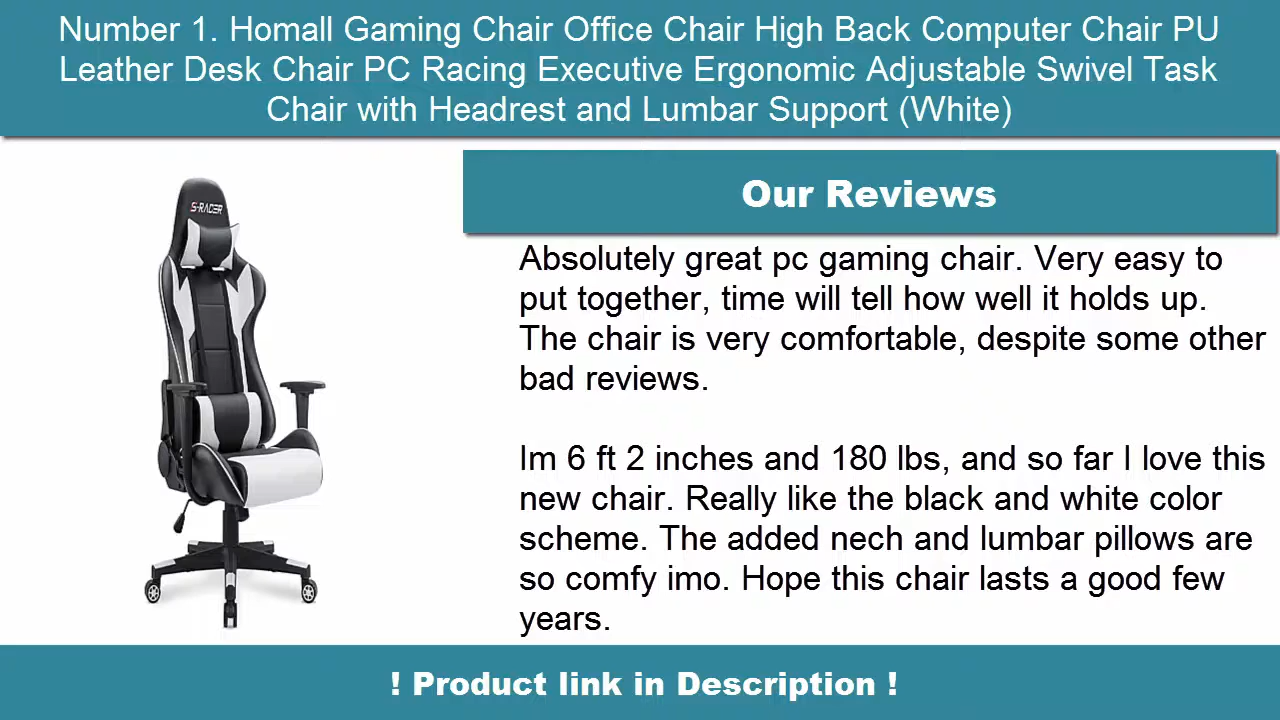 Number 1. Homall Gaming Chair Office Chair High Back Computer Chair PU
Leather Desk Chair PC Racing Executive Ergonomic Adjustable Swivel Task
Chair with Headrest and Lumbar Support (White)
S-RACER
Our Reviews
Absolutely great pc gaming chair. Very easy to
put together, time will tell how well it holds up.
The chair is very comfortable, despite some other
bad reviews.
Im 6 ft 2 inches and 180 lbs, and so far I love this
new chair. Really like the black and white color
scheme. The added nech and lumbar pillows are
so comfy imo. Hope this chair lasts a good few
years.
! Product link in Description !